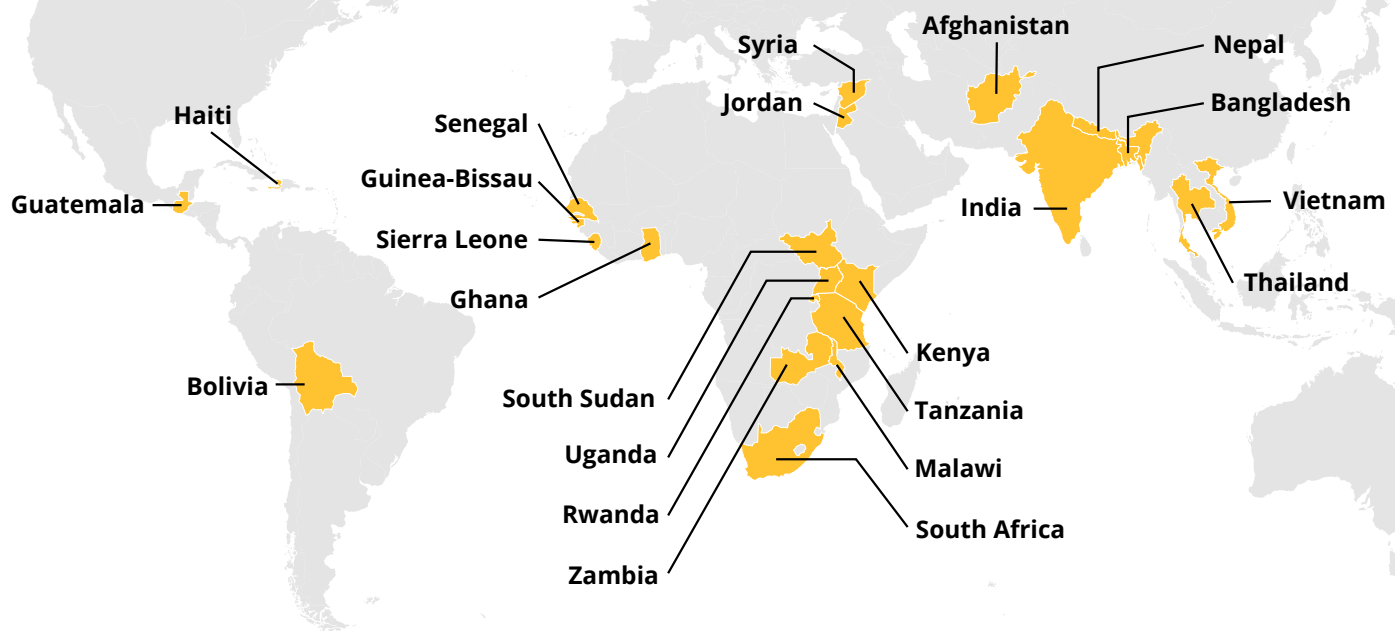 Afghanistan
Syria
Nepal
Jordan
Bangladesh
Haiti
Senegal
Guinea-Bissau
Guatemala
India
Vietnam
Sierra Leone
Thailand
Ghana
Kenya
Bolivia
South Sudan
Tanzania
Uganda
Malawi
Rwanda
South Africa
Zambia